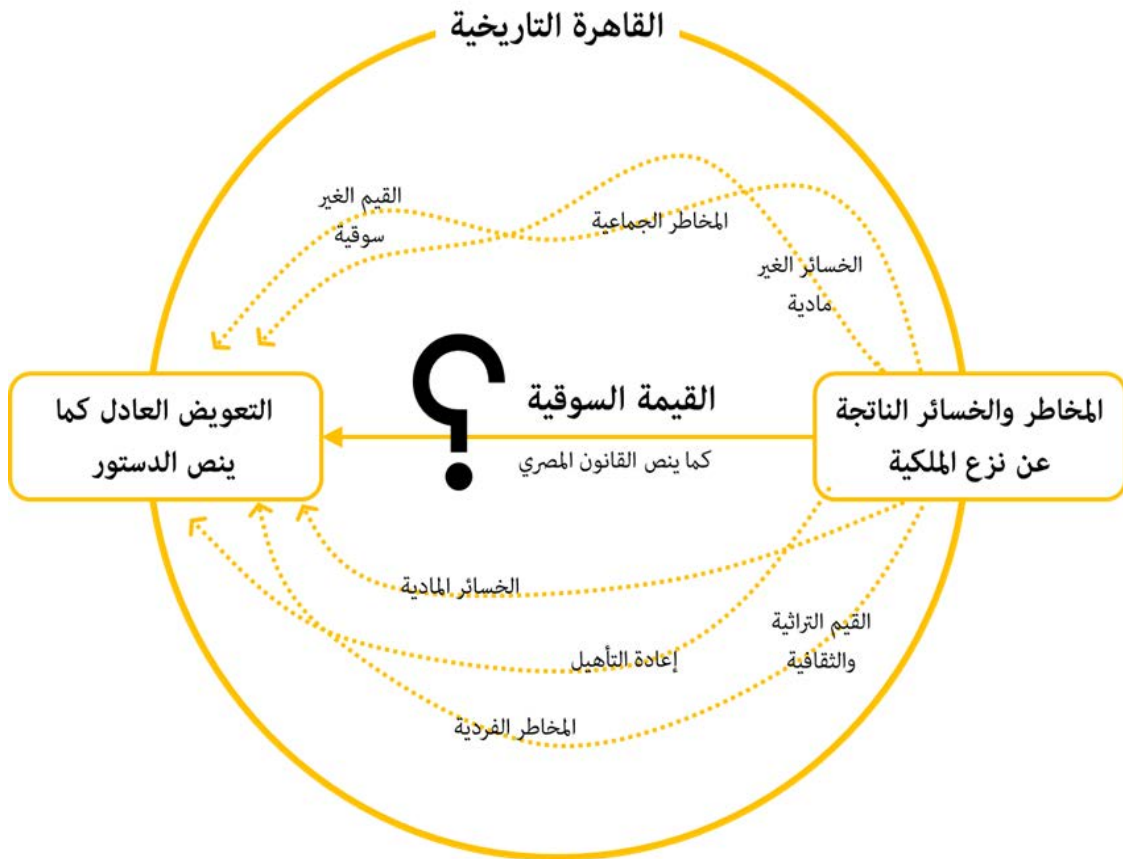 القاهرة التاريخية
القيم الغير
سوقية
المخاطر الجماعية
الخسائر الغير
مادية
المخاطر والخسائر الناتجة
عن نزع الملكية
القيمة السوقية
كما ينص القانون المصري
؟
التعويض العادل كما
ينص الدستور
الخسائر المادية
القيم التراثية
والثقافية
إعادة التأهيل
المخاطر الفردية